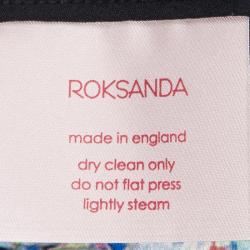 ROKSANDA
made in england
dry clean only
do not flat press
lightly steam